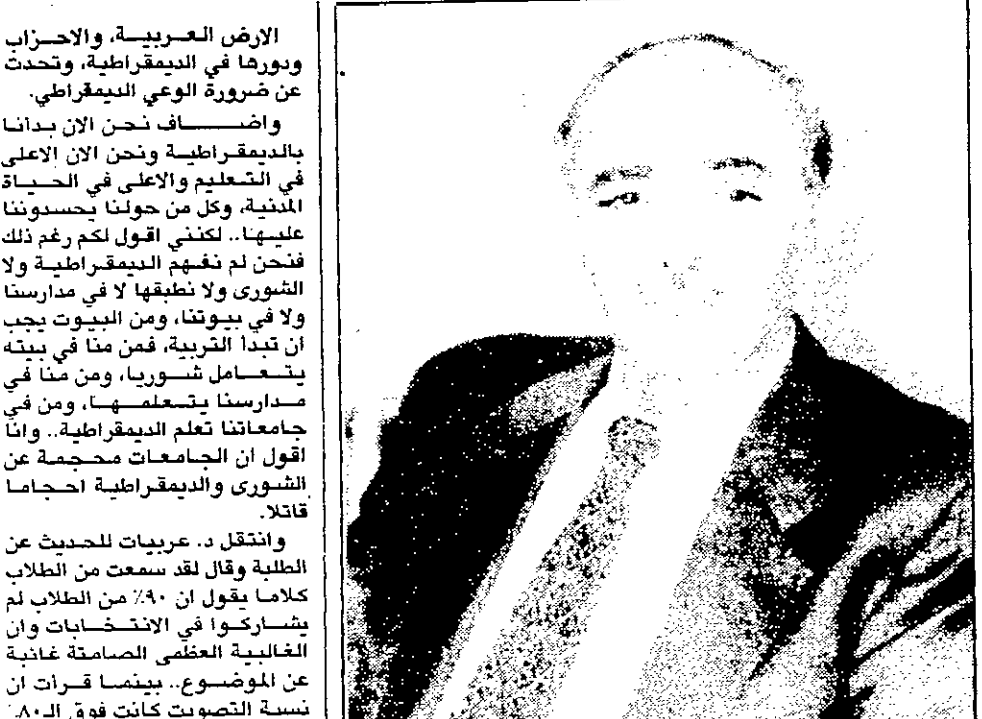 الارض العربية، والاحزاب
ودورها في الديمقراطية، وتحدث
عن ضرورة الوعي الديمقراطي.
واضاف نحن الان بدأنا
بالديمقراطية ونحن الان الاعلى
في التعليم والاعلى في الحياة
المدنية، وكل من حولنا يحسدوننا
عليها.. لكنني اقول لكم رغم ذلك
فنحن لم نفهم الديمقراطية ولا
الشورى ولا نطبقها لا في مدارسنا
ولا في بيوتنا، ومن البيوت يجب
ان تبدأ التربية، فمن منا في بيته
يتعامل شوريا، ومن منا في
مدارسنا يتعلمها، ومن في
جامعاتنا تعلم الديمقراطية.. وانا
اقول ان الجامعات محجمة عن
الشورى والديمقراطية احجاما
قاتلا.
وانتقل د. عربيات للحديث عن
الطلبة وقال لقد سمعت من الطلاب
كلاما يقول ان ٩٠٪ من الطلاب لم
يشاركوا في الانتخابات وان
الغالبية العظمى الصامتة غائبة
عن الموضوع.. بينما قرأت ان
نسبة التصويت كانت فوق الـ ٨٠